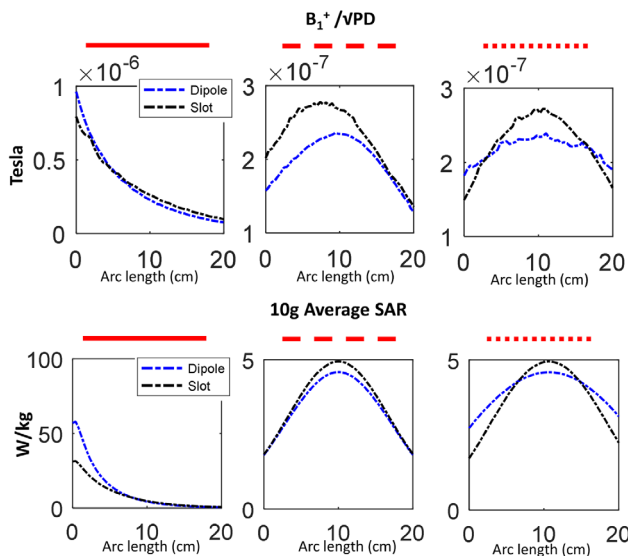 B₁⁺/√PD
×10⁻⁶
×10⁻⁷
×10⁻⁷
Tesla
1
0.5
0
0
10
20
Dipole
Slot
Arc length (cm)
3
2
1
0
10
20
Arc length (cm)
3
2
1
0
10
20
Arc length (cm)
10g Average SAR
W/kg
100
50
0
0
10
20
Dipole
Slot
Arc length (cm)
5
0
0
10
20
Arc length (cm)
5
0
0
10
20
Arc length (cm)